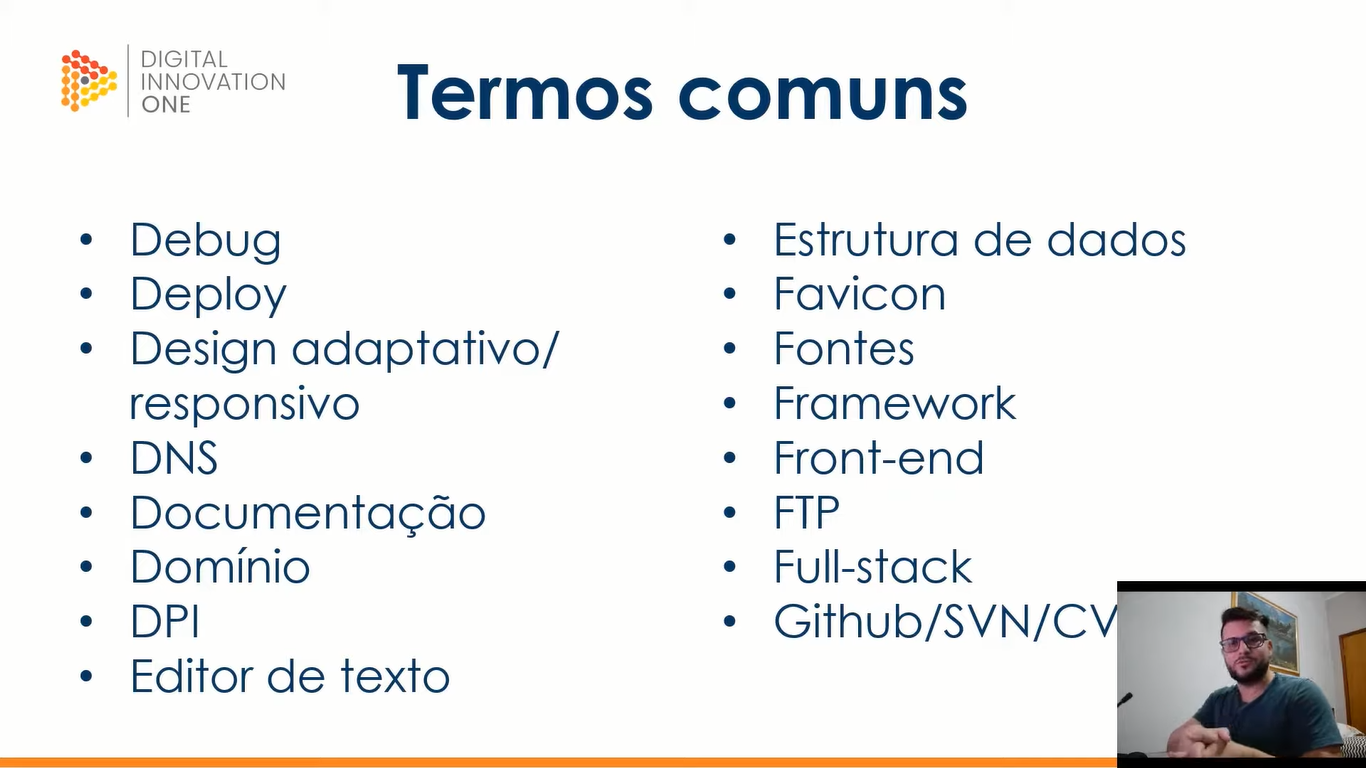 DIGITAL
INNOVATION
ONE
Termos comuns
• Debug
• Deploy
• Design adaptativo/
responsivo
• DNS
• Documentação
• Domínio
• DPI
• Editor de texto
• Estrutura de dados
• Favicon
• Fontes
• Framework
• Front-end
• FTP
• Full-stack
• Github/SVN/CV